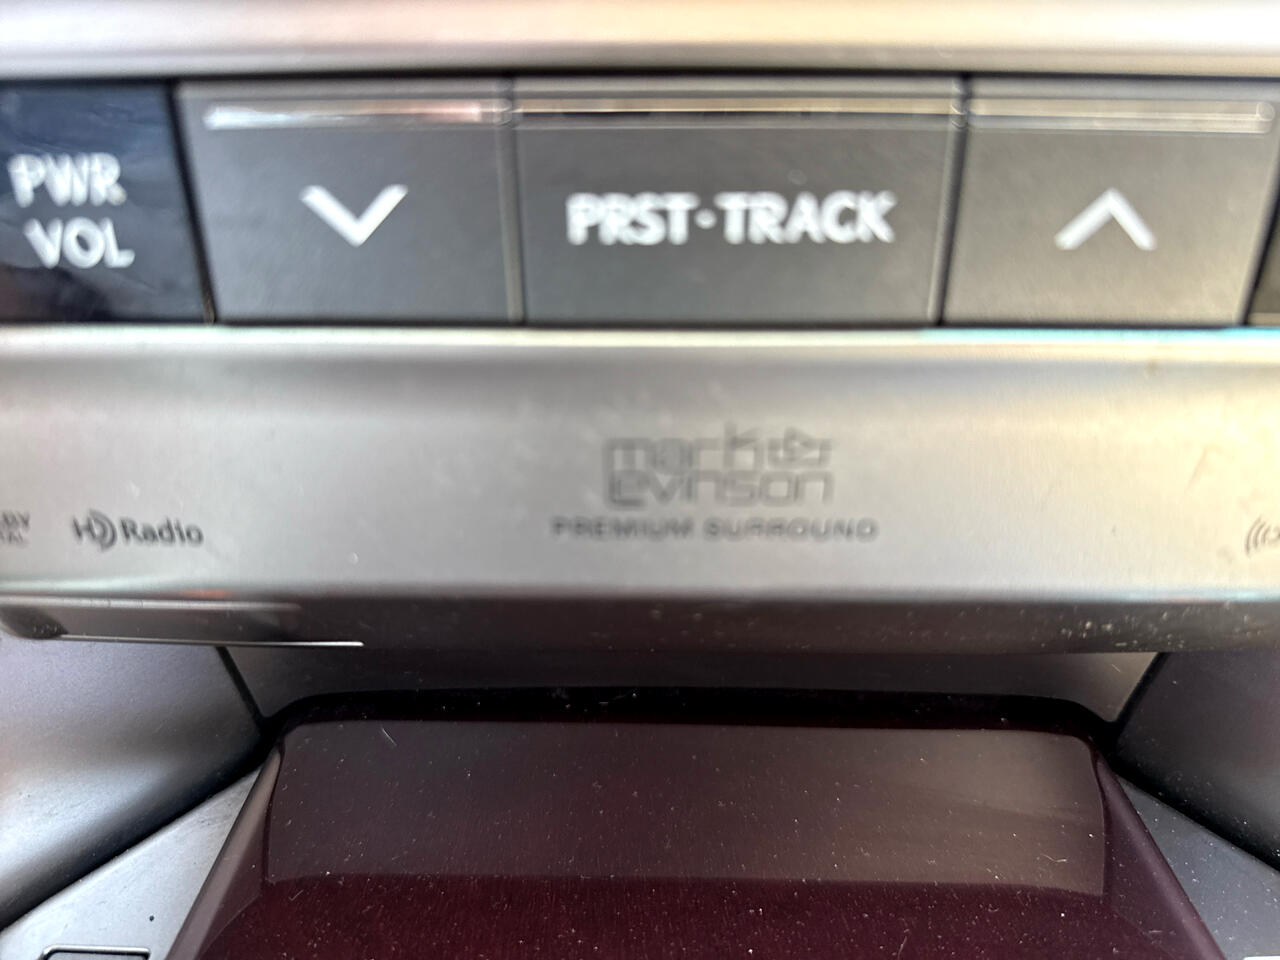 PWR
VOL
PRST·TRACK
mark
Levinson
PREMIUM SURROUND
HD Radio